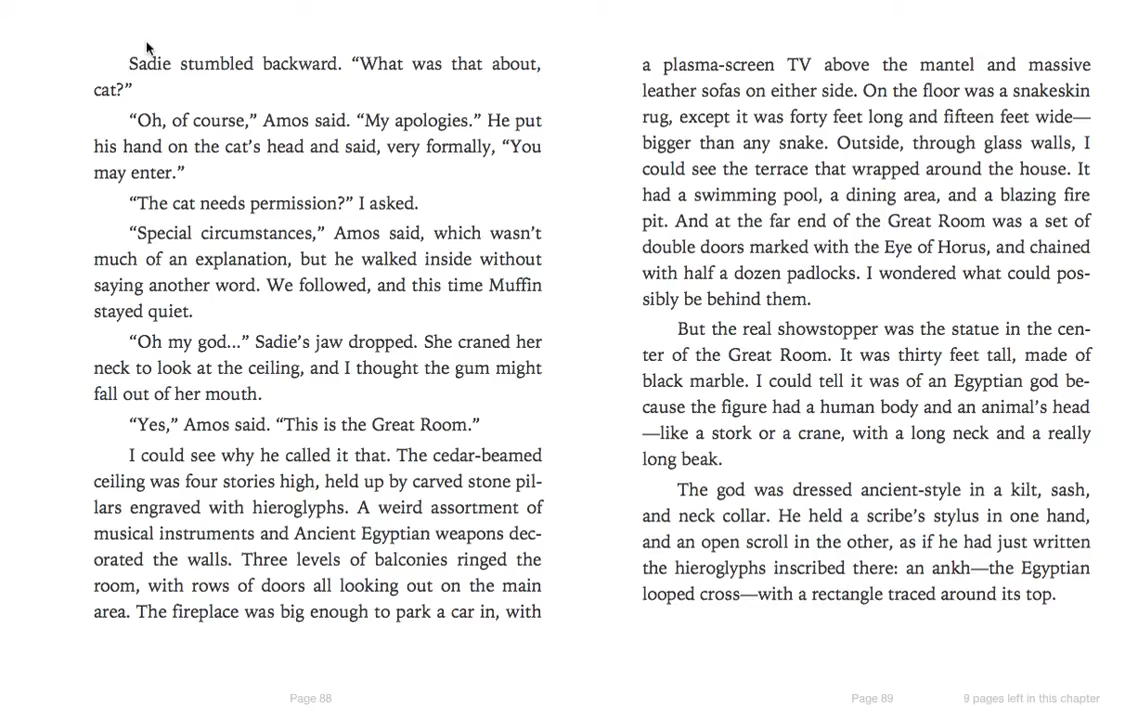 Sadie stumbled backward. “What was that about,
cat?”
“Oh, of course,” Amos said. “My apologies.” He put
his hand on the cat’s head and said, very formally, “You
may enter.”
“The cat needs permission?” I asked.
“Special circumstances,” Amos said, which wasn’t
much of an explanation, but he walked inside without
saying another word. We followed, and this time Muffin
stayed quiet.
“Oh my god...” Sadie’s jaw dropped. She craned her
neck to look at the ceiling, and I thought the gum might
fall out of her mouth.
“Yes,” Amos said. “This is the Great Room.”
I could see why he called it that. The cedar-beamed
ceiling was four stories high, held up by carved stone pil-
lars engraved with hieroglyphs. A weird assortment of
musical instruments and Ancient Egyptian weapons dec-
orated the walls. Three levels of balconies ringed the
room, with rows of doors all looking out on the main
area. The fireplace was big enough to park a car in, with
Page 88
a plasma-screen TV above the mantel and massive
leather sofas on either side. On the floor was a snakeskin
rug, except it was forty feet long and fifteen feet wide—
bigger than any snake. Outside, through glass walls, I
could see the terrace that wrapped around the house. It
had a swimming pool, a dining area, and a blazing fire
pit. And at the far end of the Great Room was a set of
double doors marked with the Eye of Horus, and chained
with half a dozen padlocks. I wondered what could pos-
sibly be behind them.
But the real showstopper was the statue in the cen-
ter of the Great Room. It was thirty feet tall, made of
black marble. I could tell it was of an Egyptian god be-
cause the figure had a human body and an animal’s head
—like a stork or a crane, with a long neck and a really
long beak.
The god was dressed ancient-style in a kilt, sash,
and neck collar. He held a scribe’s stylus in one hand,
and an open scroll in the other, as if he had just written
the hieroglyphs inscribed there: an ankh—the Egyptian
looped cross—with a rectangle traced around its top.
Page 89
9 pages left in this chapter